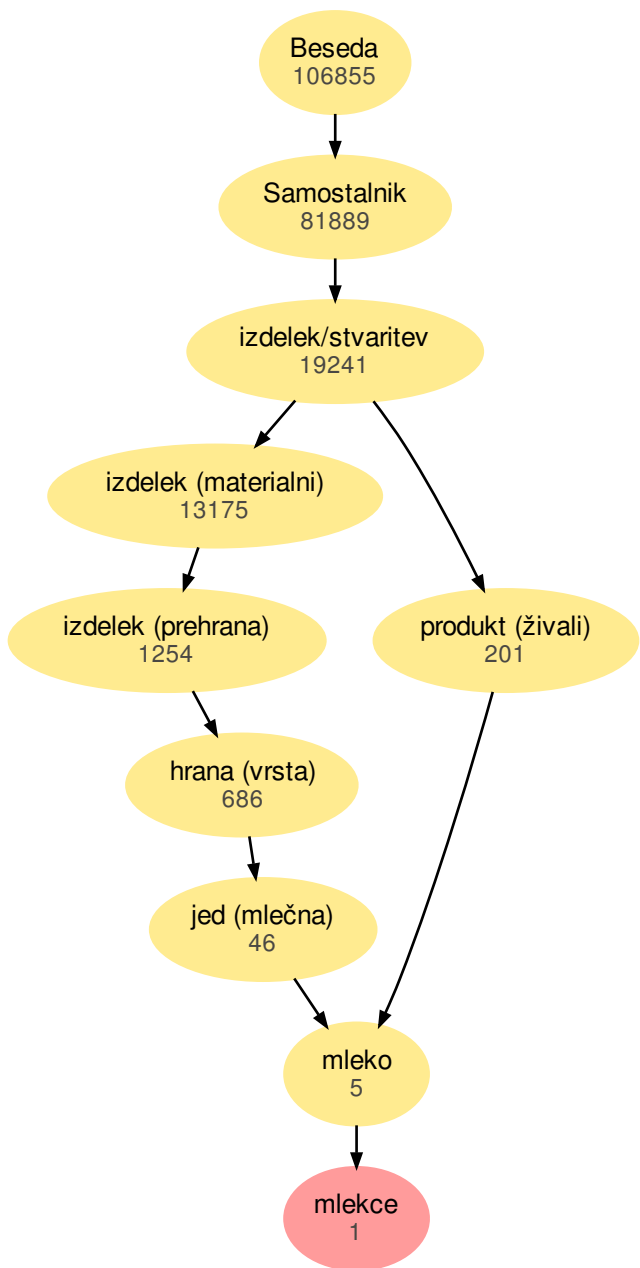 Beseda
106855
Samostalnik
81889
izdelek/stvaritev
19241
izdelek (materialni)
13175
izdelek (prehrana)
1254
produkt (živali)
201
hrana (vrsta)
686
jed (mlečna)
46
mleko
5
mlekce
1